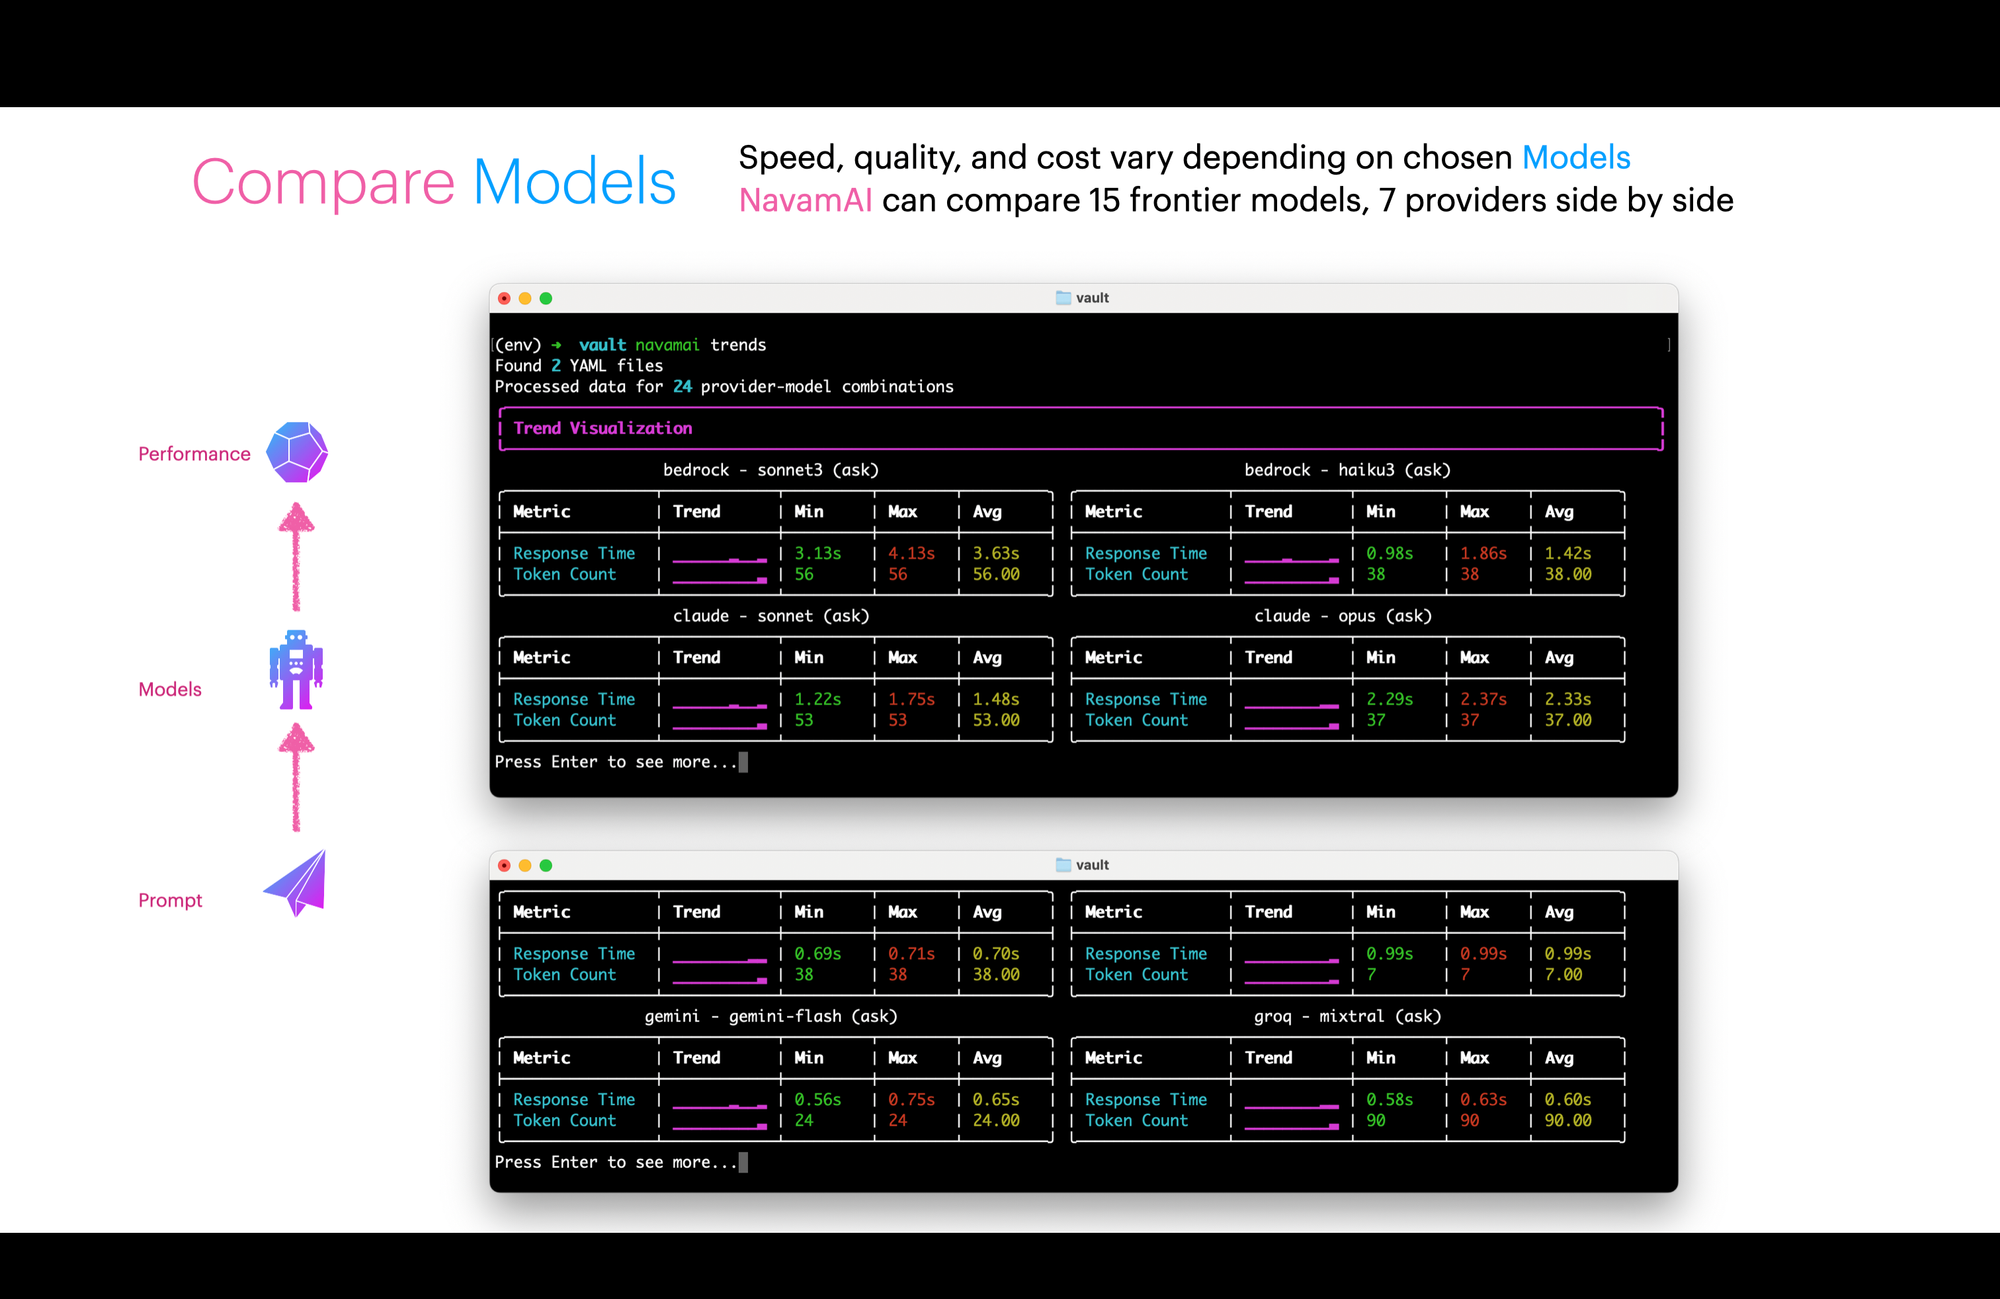 Compare Models
Speed, quality, and cost vary depending on chosen Models
NavamAI can compare 15 frontier models, 7 providers side by side
Performance
Models
Prompt
vault
[(env) ➜ vault navamai trends ]
Found 2 YAML files
Processed data for 24 provider-model combinations
Trend Visualization
bedrock - sonnet3 (ask) bedrock - haiku3 (ask)
Metric Trend Min Max Avg Metric Trend Min Max Avg
Response Time 3.13s 4.13s 3.63s Response Time 0.98s 1.86s 1.42s
Token Count 56 56 56.00 Token Count 38 38 38.00
claude - sonnet (ask) claude - opus (ask)
Metric Trend Min Max Avg Metric Trend Min Max Avg
Response Time 1.22s 1.75s 1.48s Response Time 2.29s 2.37s 2.33s
Token Count 53 53 53.00 Token Count 37 37 37.00
Press Enter to see more...
vault
Metric Trend Min Max Avg Metric Trend Min Max Avg
Response Time 0.69s 0.71s 0.70s Response Time 0.99s 0.99s 0.99s
Token Count 38 38 38.00 Token Count 7 7 7.00
gemini - gemini-flash (ask) groq - mixtral (ask)
Metric Trend Min Max Avg Metric Trend Min Max Avg
Response Time 0.56s 0.75s 0.65s Response Time 0.58s 0.63s 0.60s
Token Count 24 24 24.00 Token Count 90 90 90.00
Press Enter to see more...